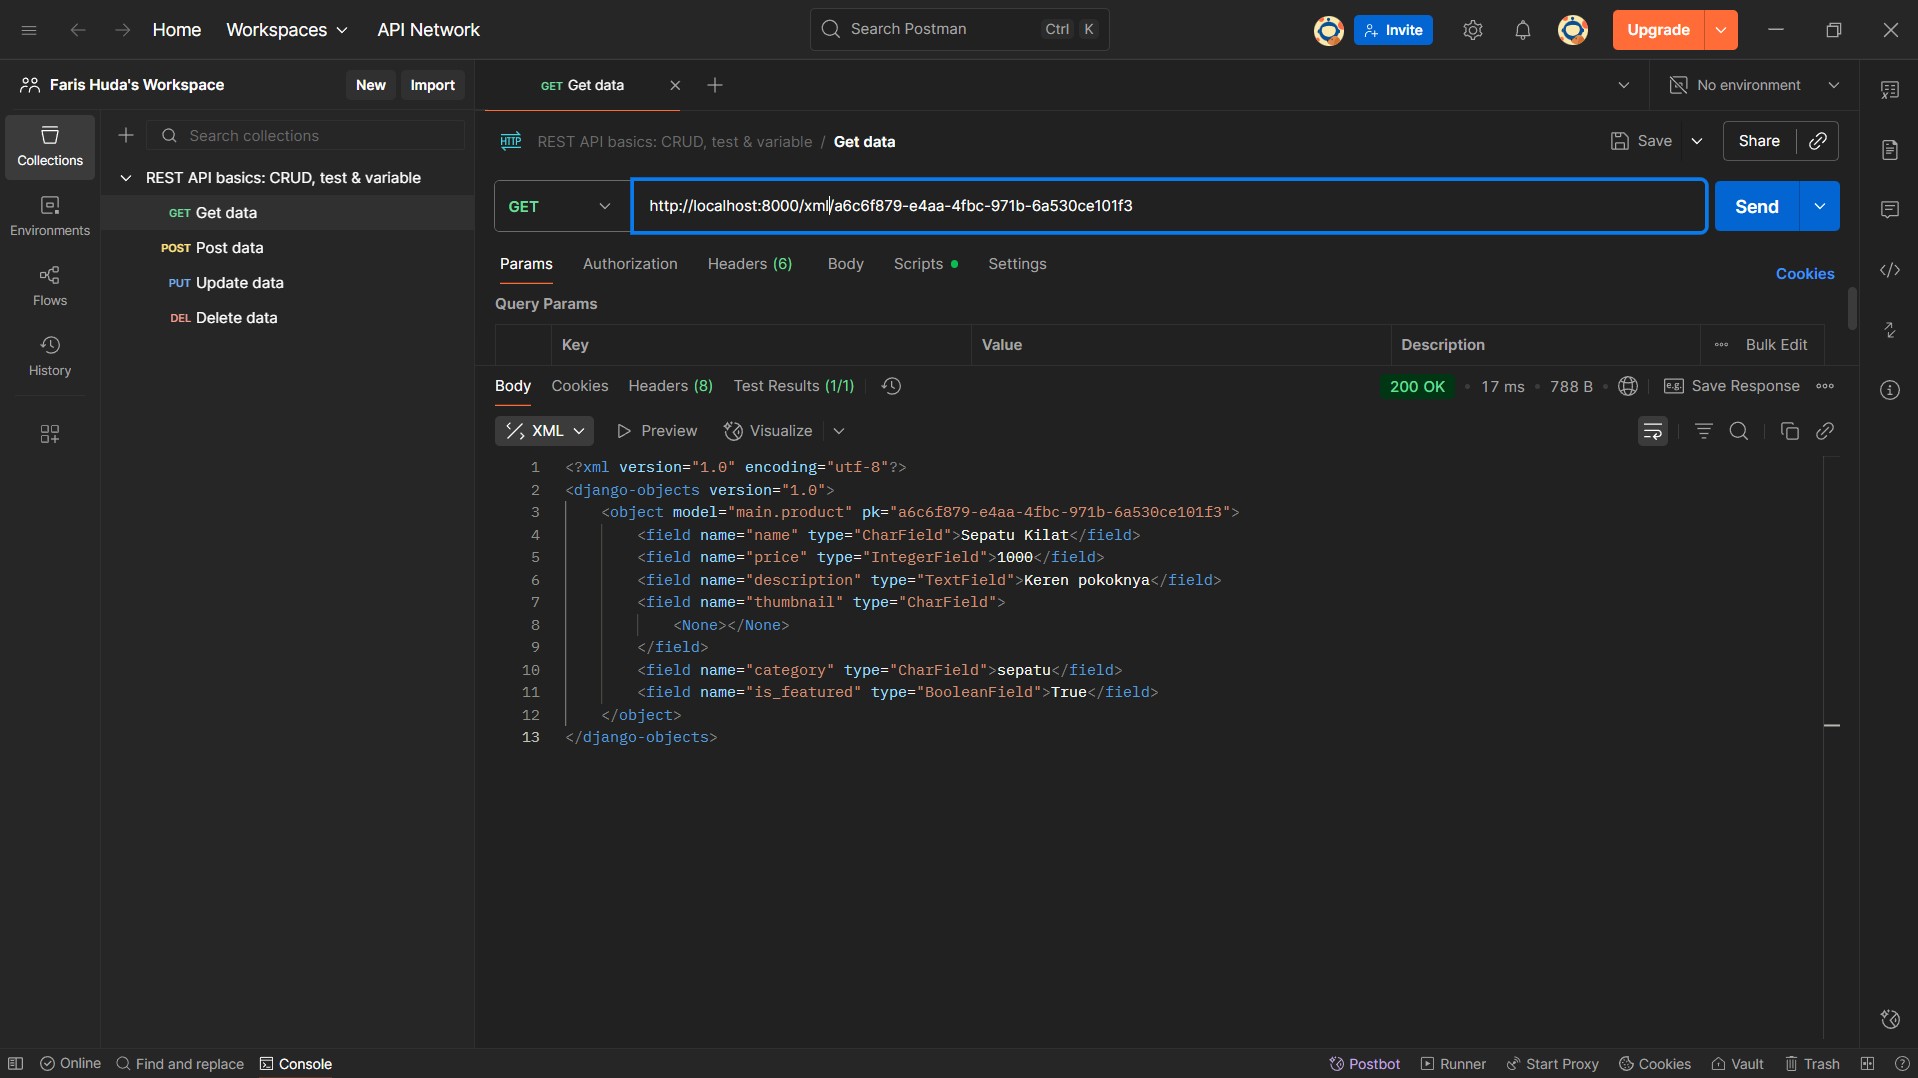 Home
Workspaces
API Network
Search Postman
Ctrl
K
Invite
Upgrade
Faris Huda's Workspace
New
Import
GET Get data
No environment
Collections
Environments
Flows
History
Search collections
REST API basics: CRUD, test & variable
GET Get data
POST Post data
PUT Update data
DEL Delete data
HTTP
REST API basics: CRUD, test & variable / Get data
Save
Share
GET
http://localhost:8000/xml/a6c6f879-e4aa-4fbc-971b-6a530ce101f3
Send
Params
Authorization
Headers (6)
Body
Scripts
Settings
Cookies
Query Params
Key
Value
Description
Bulk Edit
Body
Cookies
Headers (8)
Test Results (1/1)
200 OK
17 ms
788 B
e.g.
Save Response
XML
Preview
Visualize
1 <?xml version="1.0" encoding="utf-8"?>
2 <django-objects version="1.0">
3 <object model="main.product" pk="a6c6f879-e4aa-4fbc-971b-6a530ce101f3">
4 <field name="name" type="CharField">Sepatu Kilat</field>
5 <field name="price" type="IntegerField">1000</field>
6 <field name="description" type="TextField">Keren pokoknya</field>
7 <field name="thumbnail" type="CharField">
8 <None></None>
9 </field>
10 <field name="category" type="CharField">sepatu</field>
11 <field name="is_featured" type="BooleanField">True</field>
12 </object>
13 </django-objects>
Online
Find and replace
Console
Postbot
Runner
Start Proxy
Cookies
Vault
Trash